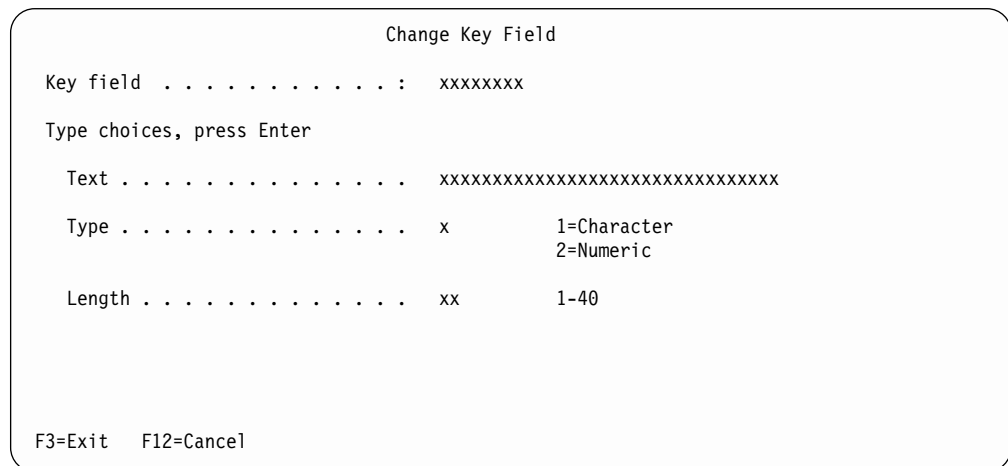 Change Key Field
Key field . . . . . . . . . . . : xxxxxxxx
Type choices, press Enter
Text . . . . . . . . . . . . . . xxxxxxxxxxxxxxxxxxxxxxxxxxxxxxxx
Type . . . . . . . . . . . . . . x 1=Character
2=Numeric
Length . . . . . . . . . . . . . xx 1-40
F3=Exit F12=Cancel